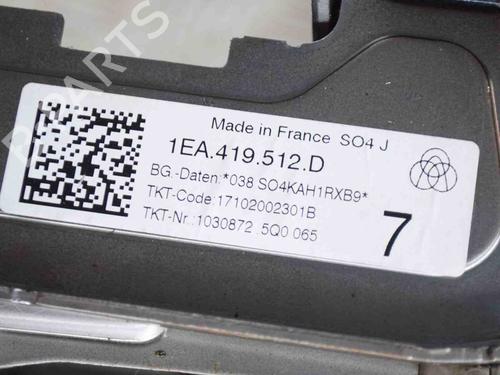 B-PARTS
Made in France SO4 J
1EA.419.512.D
BG.-Daten:*038 SO4KAH1RXB9*
TKT-Code:17102002301B
TKT-Nr.:1030872 .5Q0 065
7